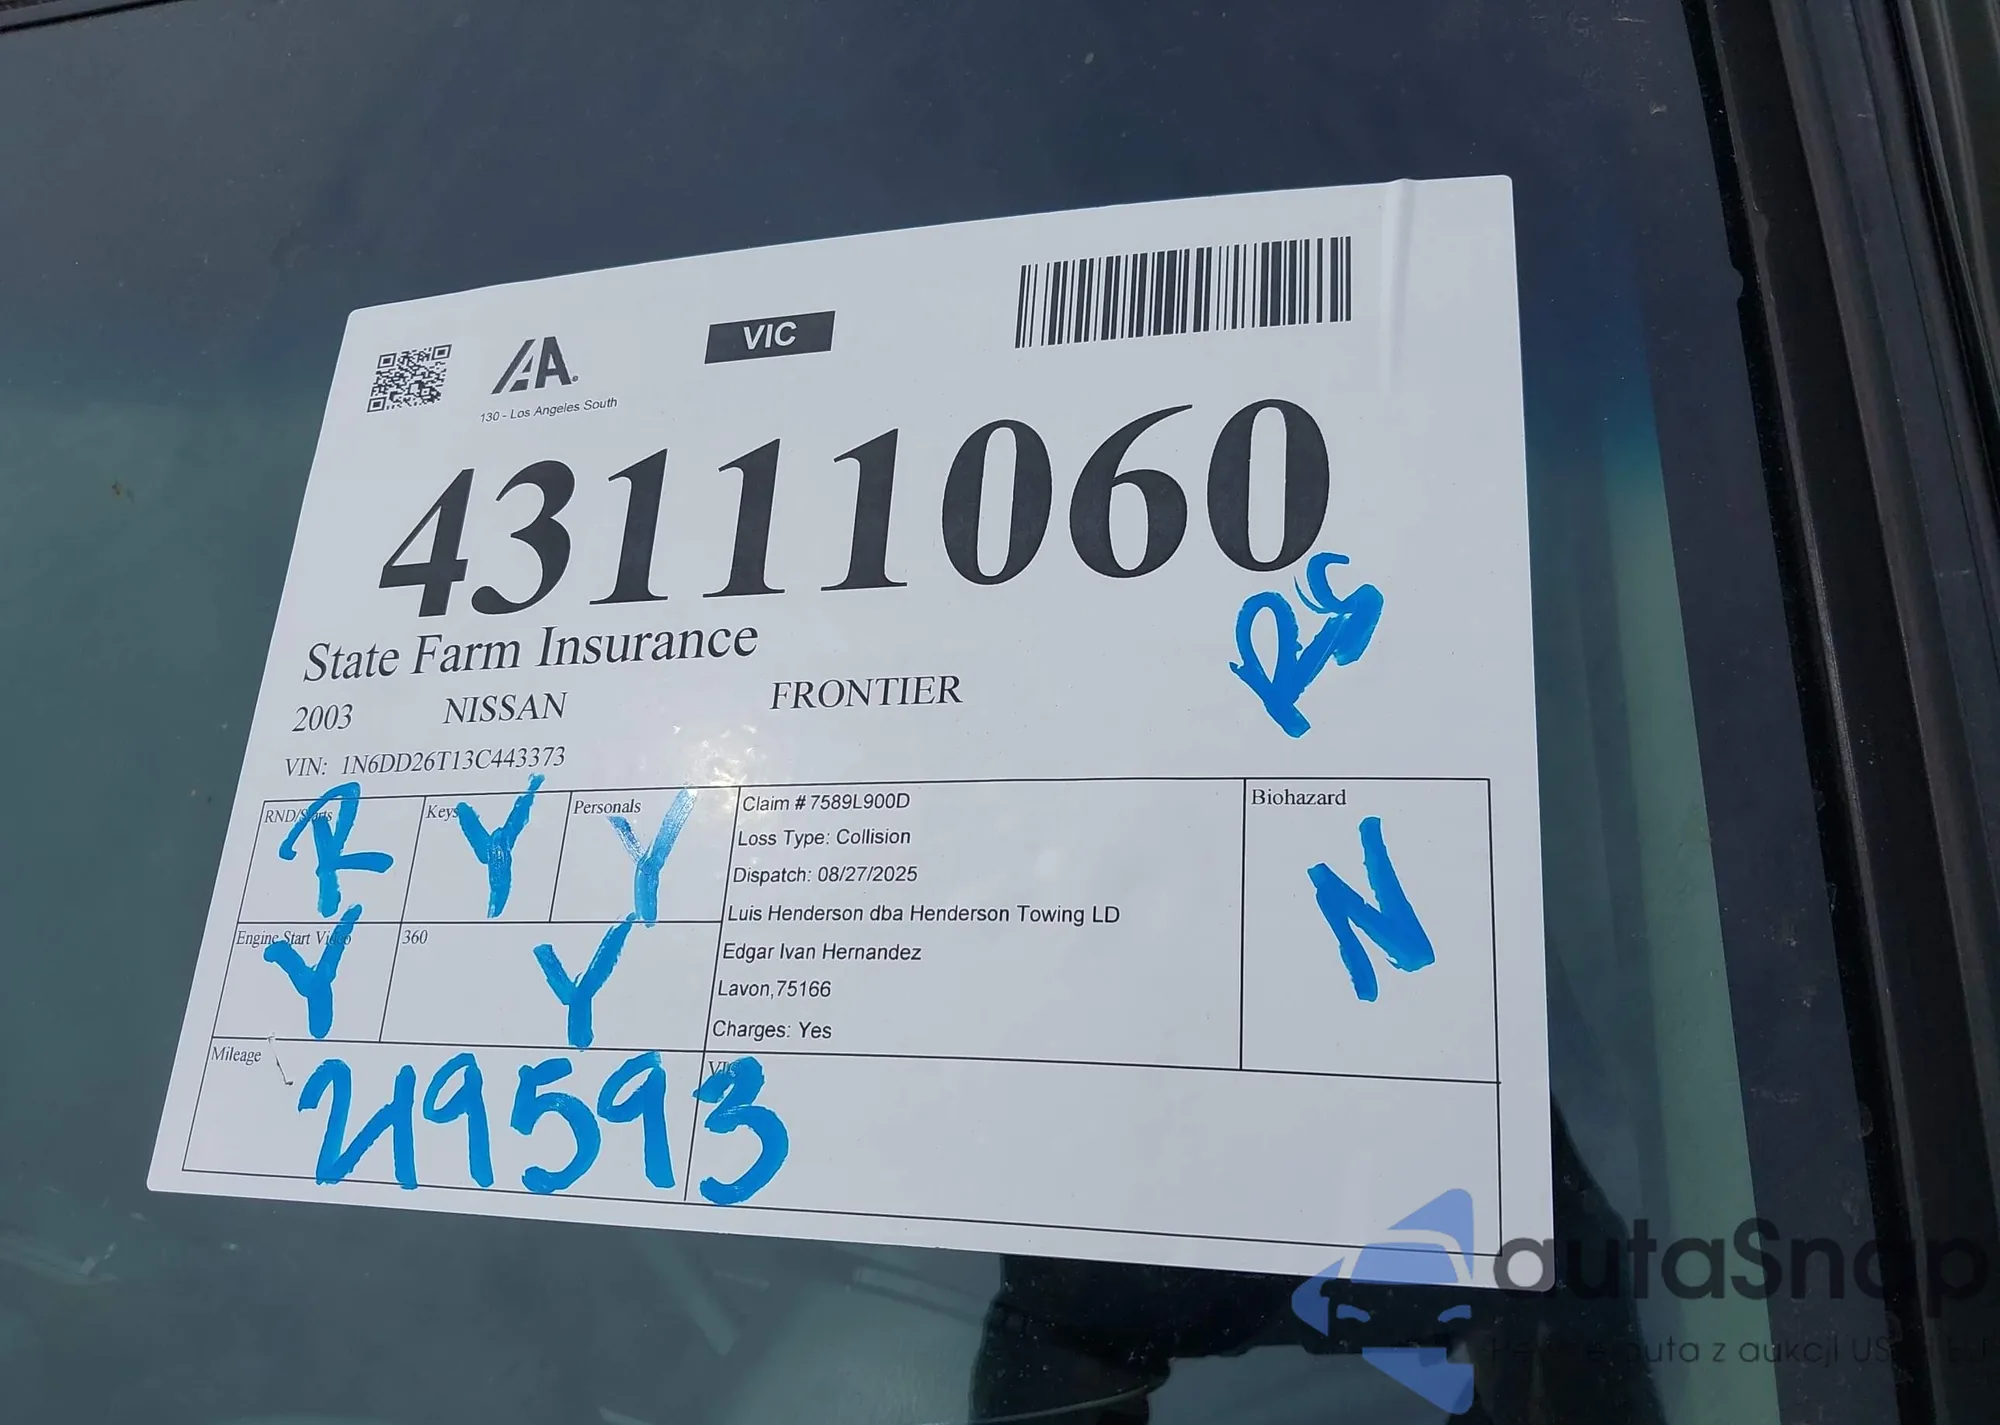 IAA
VIC
130 - Los Angeles South
43111060
State Farm Insurance
2003 NISSAN FRONTIER
VIN: 1N6DD26T13C443373
RND/Starts R
Keys Y
Personals Y
Claim # 7589L900D
Loss Type: Collision
Dispatch: 08/27/2025
Luis Henderson dba Henderson Towing LD
Edgar Ivan Hernandez
Lavon,75166
Charges: Yes
Biohazard N
Engine Start Video Y
360 Y
Mileage 219593
autaSnap
auta z aukcji